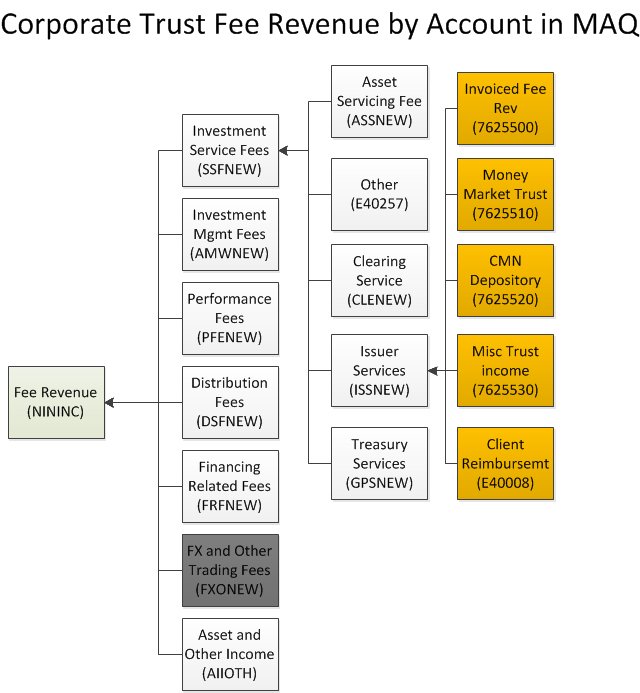 Corporate Trust Fee Revenue by Account in MAQ
Fee Revenue
(NININC)
Investment
Service Fees
(SSFNEW)
Investment
Mgmt Fees
(AMWNEW)
Performance
Fees
(PFENEW)
Distribution
Fees
(DSFNEW)
Financing
Related Fees
(FRFNEW)
FX and Other
Trading Fees
(FXONEW)
Asset and
Other Income
(AIIOTH)
Asset
Servicing Fee
(ASSNEW)
Other
(E40257)
Clearing
Service
(CLENEW)
Issuer
Services
(ISSNEW)
Treasury
Services
(GPSNEW)
Invoiced Fee
Rev
(7625500)
Money
Market Trust
(7625510)
CMN
Depository
(7625520)
Misc Trust
income
(7625530)
Client
Reimbursemt
(E40008)